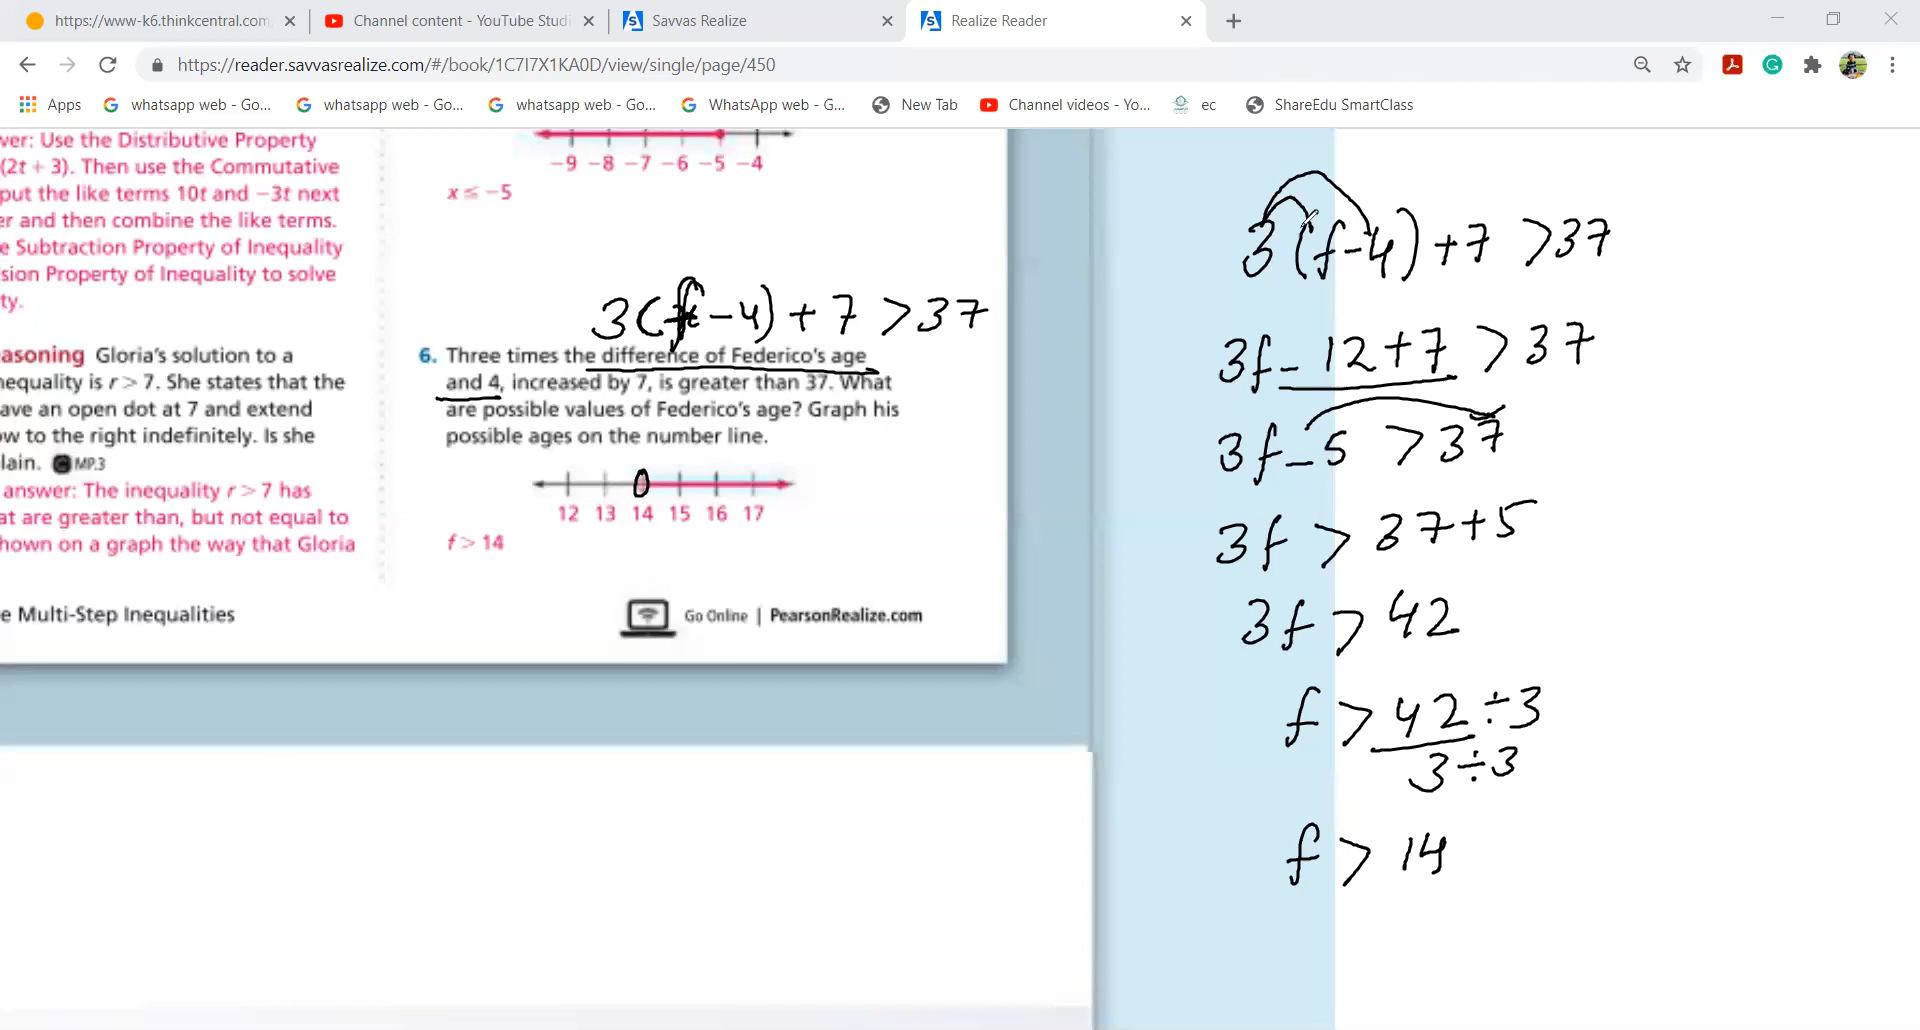 https://www-k6.thinkcentral.com
Channel content - YouTube Studi
Savvas Realize
Realize Reader
https://reader.savvasrealize.com/#/book/1C7I7X1KA0D/view/single/page/450
Apps
whatsapp web - Go...
whatsapp web - Go...
whatsapp web - Go...
WhatsApp web - G...
New Tab
Channel videos - Yo...
ec
ShareEdu SmartClass
ver: Use the Distributive Property
(2t + 3). Then use the Commutative
put the like terms 10t and −3t next
er and then combine the like terms.
e Subtraction Property of Inequality
sion Property of Inequality to solve
ty.
asoning Gloria's solution to a
nequality is r > 7. She states that the
ave an open dot at 7 and extend
ow to the right indefinitely. Is she
lain. MP.3
answer: The inequality r > 7 has
at are greater than, but not equal to
hown on a graph the way that Gloria
e Multi-Step Inequalities
−9 −8 −7 −6 −5 −4
x ≤ −5
3(f−4)+7 >37
6. Three times the difference of Federico's age
and 4, increased by 7, is greater than 37. What
are possible values of Federico's age? Graph his
possible ages on the number line.
12 13 14 15 16 17
f > 14
Go Online | PearsonRealize.com
3(f−4)+7 >37
3f−12+7 >37
3f−5 >37
3f > 37+5
3f > 42
f > 42÷3
3÷3
f > 14